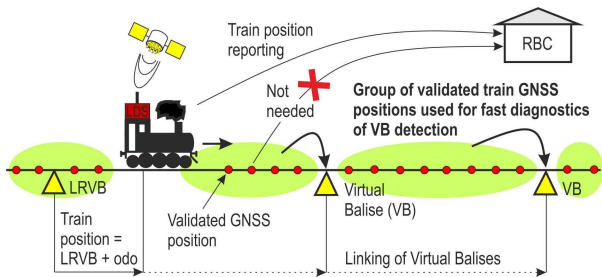 Train position
reporting
RBC
Not
needed
Group of validated train GNSS
positions used for fast diagnostics
of VB detection
LDS
LRVB
Validated GNSS
position
Virtual
Balise (VB)
VB
Train
position =
LRVB + odo
Linking of Virtual Balises